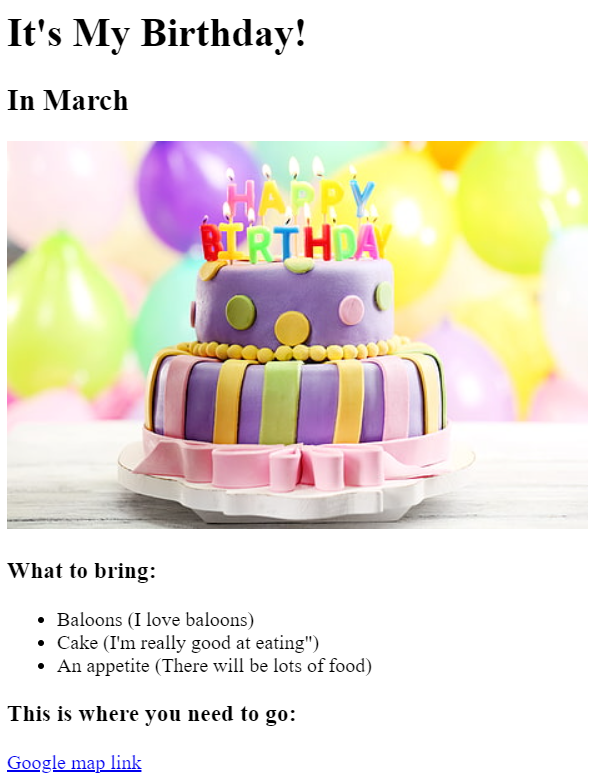 It's My Birthday!
In March
HAPPY
BIRTHDAY
What to bring:
Baloons (I love baloons)
Cake (I'm really good at eating")
An appetite (There will be lots of food)
This is where you need to go:
Google map link